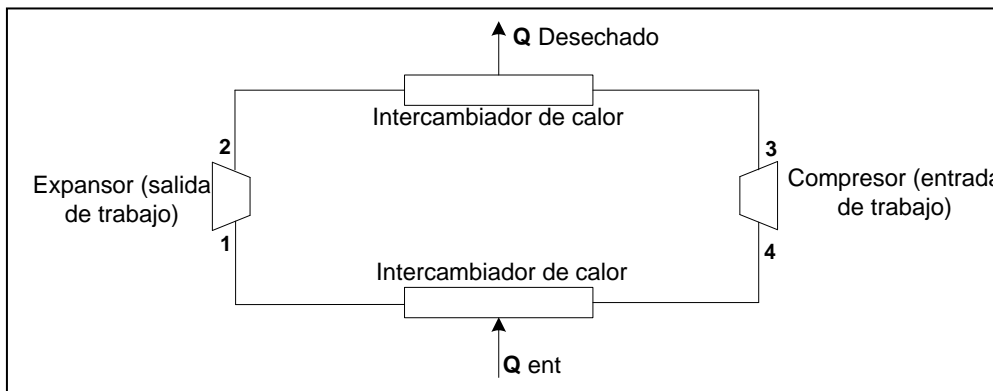 Q Desechado
Intercambiador de calor
2
3
Expansor (salida
de trabajo)
Compresor (entrada
de trabajo)
1
4
Intercambiador de calor
Q ent